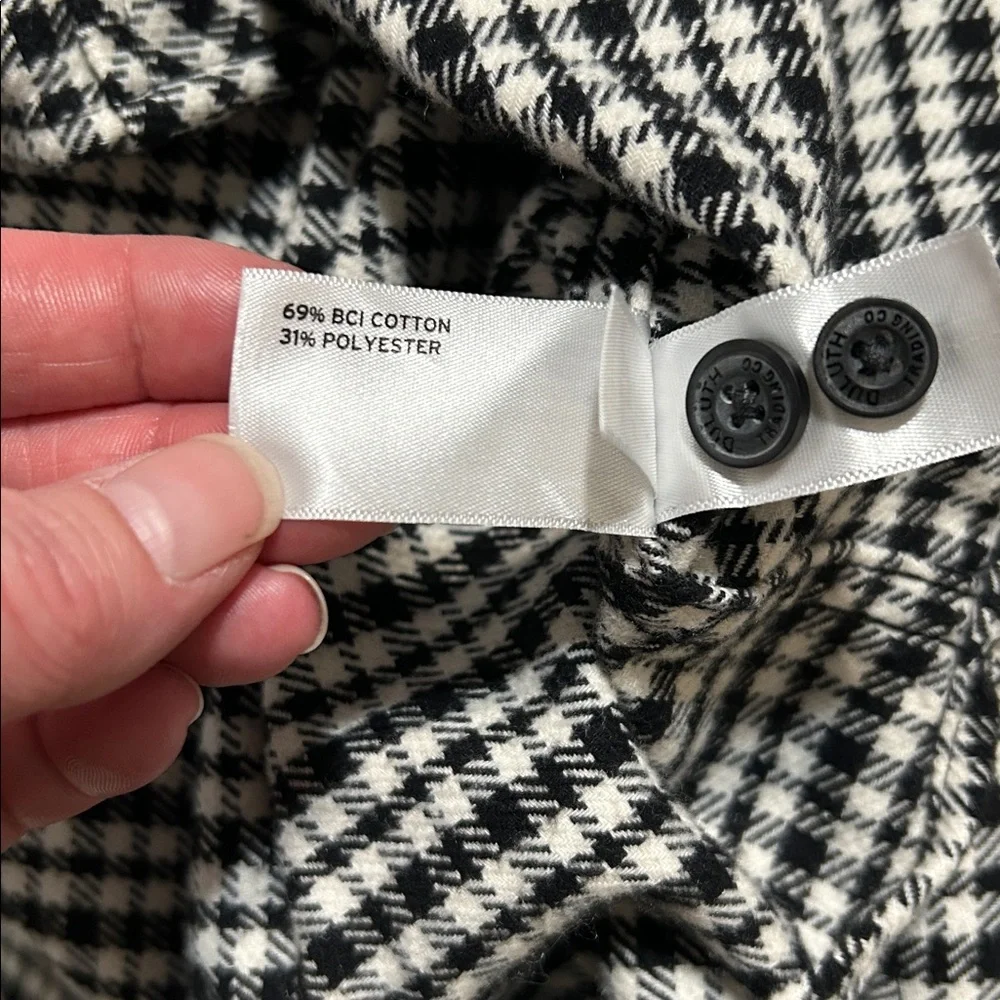 69% BCI COTTON
31% POLYESTER
DULUTH TRADING CO
DULUTH TRADING CO